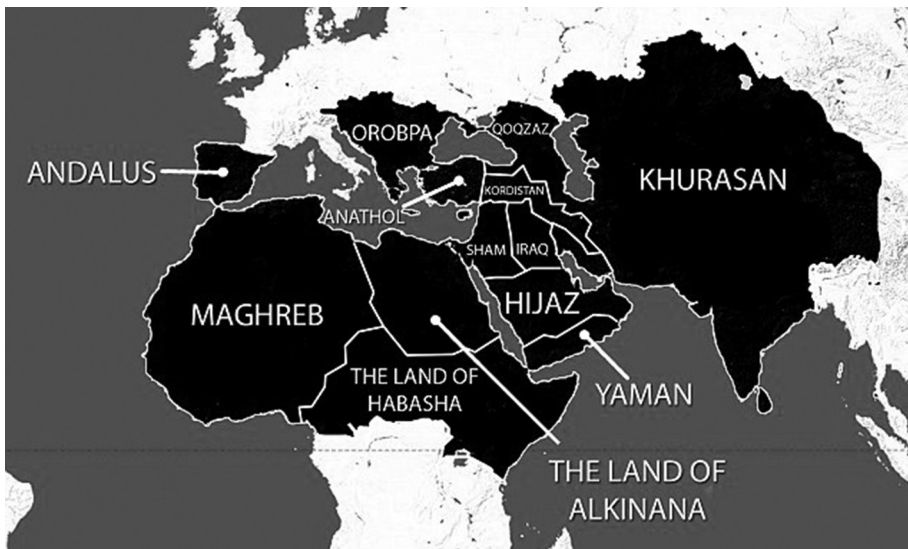 OROBPA
QOQZAZ
ANDALUS
KHURASAN
KORDISTAN
ANATHOL
SHAM
IRAQ
MAGHREB
HIJAZ
THE LAND OF
HABASHA
YAMAN
THE LAND OF
ALKINANA